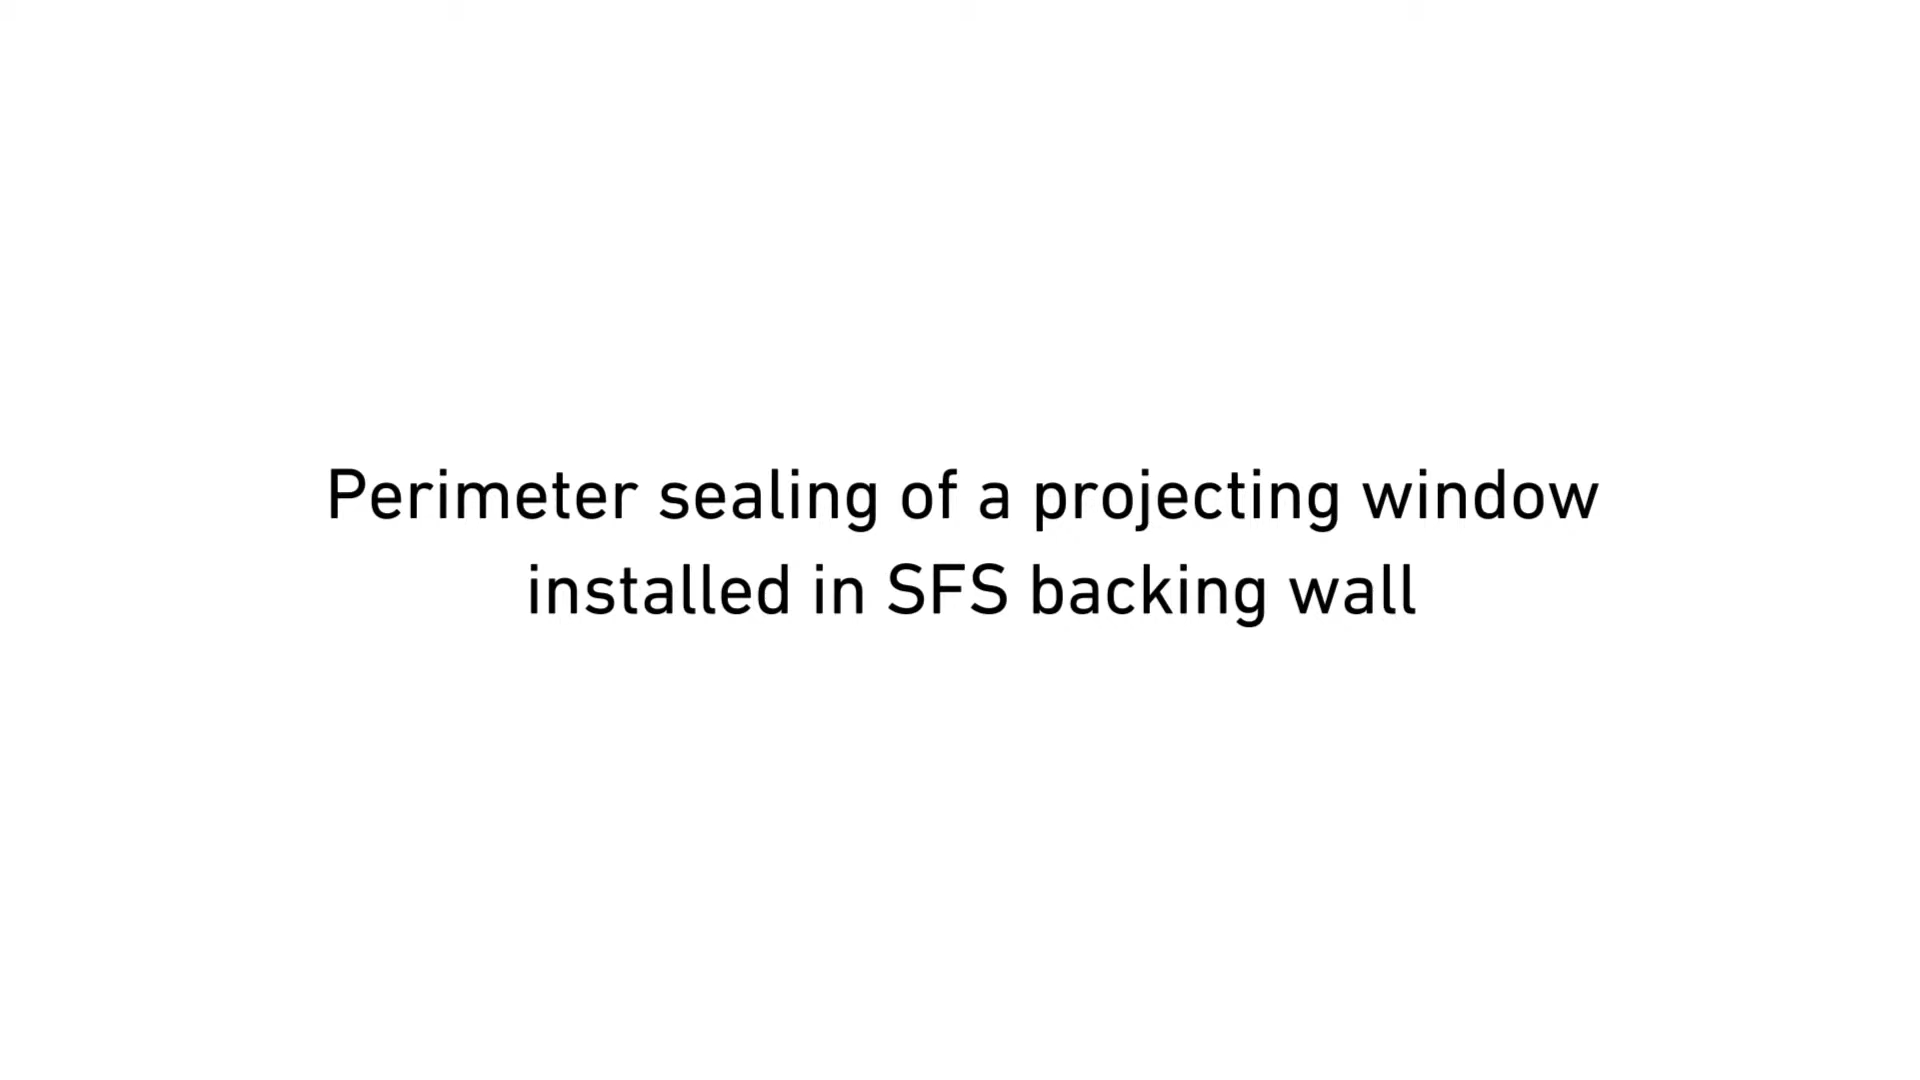 Perimeter sealing of a projecting window
installed in SFS backing wall